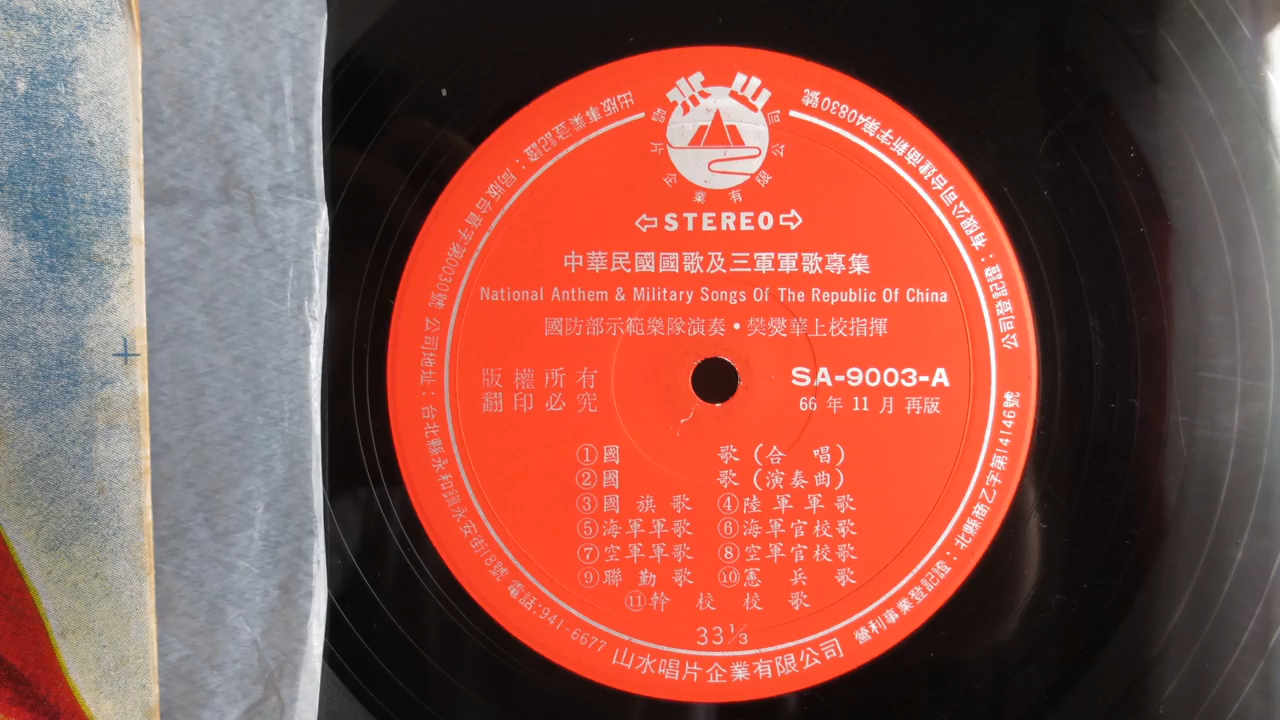 山水
唱片企業有限公司
STEREO
中華民國國歌及三軍軍歌專集
National Anthem & Military Songs Of The Republic Of China
國防部示範樂隊演奏•樊燮華上校指揮
版權所有
翻印必究
SA-9003-A
66 年 11 月 再版
①國歌(合唱)
②國歌(演奏曲)
③國旗歌 ④陸軍軍歌
⑤海軍軍歌 ⑥海軍官校歌
⑦空軍軍歌 ⑧空軍官校歌
⑨聯勤歌 ⑩憲兵歌
⑪幹校校歌
33⅓
出版事業登記證:局版台音字第0030號 公司地址:台北縣永和鎮永安街18號 電話:941-6677 山水唱片企業有限公司 營利事業登記證:北縣商乙字第14146號 公司登記證:有限公司台建商新字第40830號